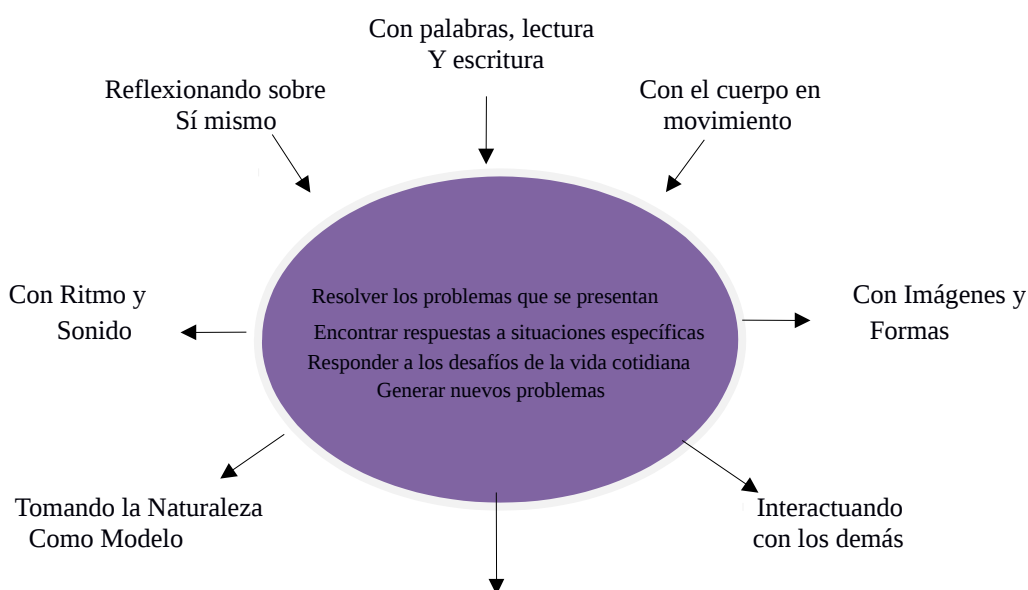 Con palabras, lectura
Y escritura
Reflexionando sobre
Sí mismo
Con el cuerpo en
movimiento
Con Ritmo y
Sonido
Resolver los problemas que se presentan
Encontrar respuestas a situaciones específicas
Responder a los desafíos de la vida cotidiana
Generar nuevos problemas
Con Imágenes y
Formas
Tomando la Naturaleza
Como Modelo
Interactuando
con los demás